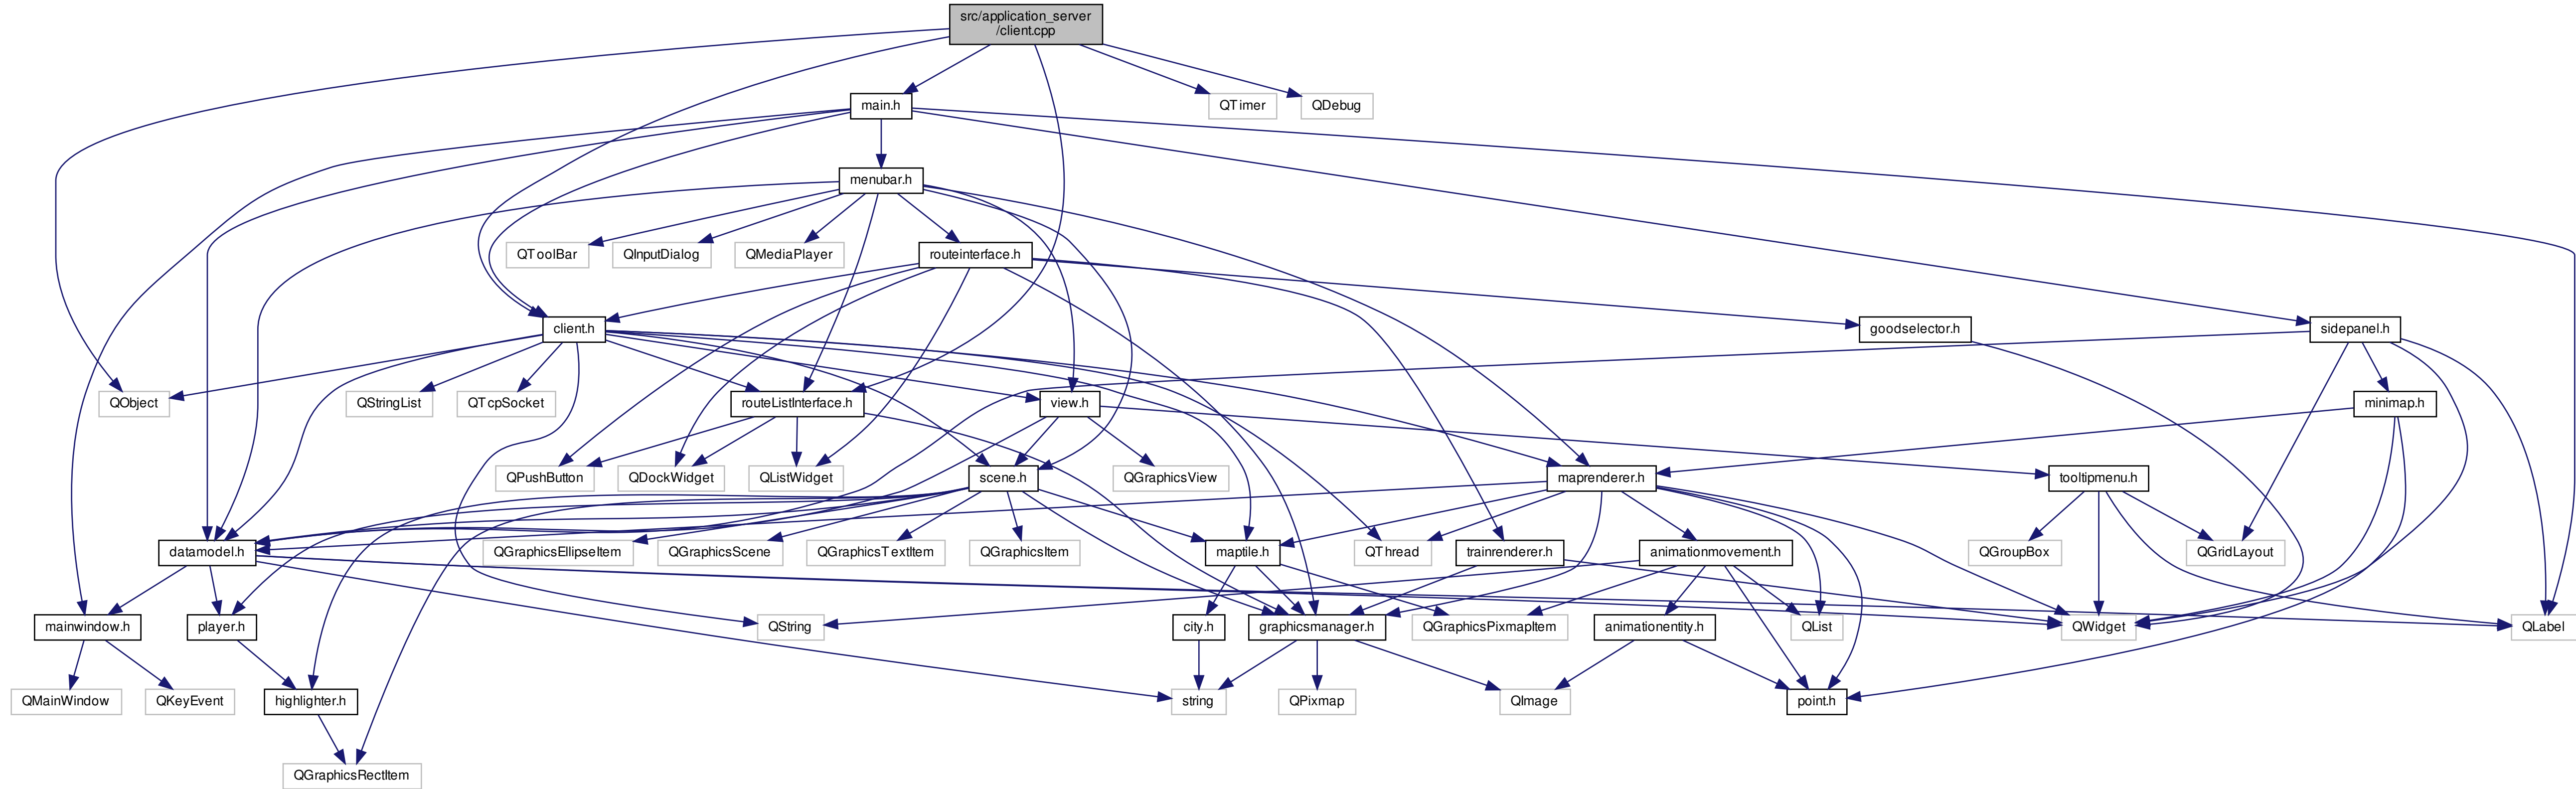 src/application_server
/client.cpp
main.h
QTimer
QDebug
menubar.h
QToolBar
QInputDialog
QMediaPlayer
routeinterface.h
client.h
goodselector.h
sidepanel.h
QObject
QStringList
QTcpSocket
routeListInterface.h
view.h
minimap.h
QPushButton
QDockWidget
QListWidget
scene.h
QGraphicsView
maprenderer.h
tooltipmenu.h
datamodel.h
QGraphicsEllipseItem
QGraphicsScene
QGraphicsTextItem
QGraphicsItem
maptile.h
QThread
trainrenderer.h
animationmovement.h
QGroupBox
QGridLayout
mainwindow.h
player.h
QString
city.h
graphicsmanager.h
QGraphicsPixmapItem
animationentity.h
QList
QWidget
QLabel
QMainWindow
QKeyEvent
highlighter.h
string
QPixmap
QImage
point.h
QGraphicsRectItem